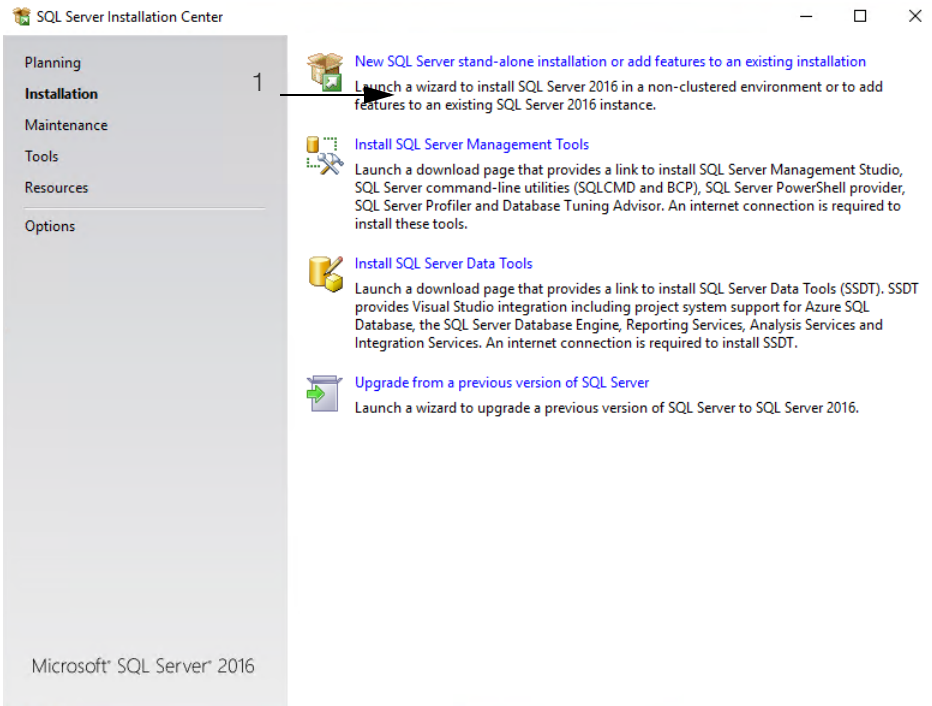 SQL Server Installation Center
Planning
Installation
Maintenance
Tools
Resources
Options
1
New SQL Server stand-alone installation or add features to an existing installation
Launch a wizard to install SQL Server 2016 in a non-clustered environment or to add
features to an existing SQL Server 2016 instance.
Install SQL Server Management Tools
Launch a download page that provides a link to install SQL Server Management Studio,
SQL Server command-line utilities (SQLCMD and BCP), SQL Server PowerShell provider,
SQL Server Profiler and Database Tuning Advisor. An internet connection is required to
install these tools.
Install SQL Server Data Tools
Launch a download page that provides a link to install SQL Server Data Tools (SSDT). SSDT
provides Visual Studio integration including project system support for Azure SQL
Database, the SQL Server Database Engine, Reporting Services, Analysis Services and
Integration Services. An internet connection is required to install SSDT.
Upgrade from a previous version of SQL Server
Launch a wizard to upgrade a previous version of SQL Server to SQL Server 2016.
Microsoft® SQL Server® 2016